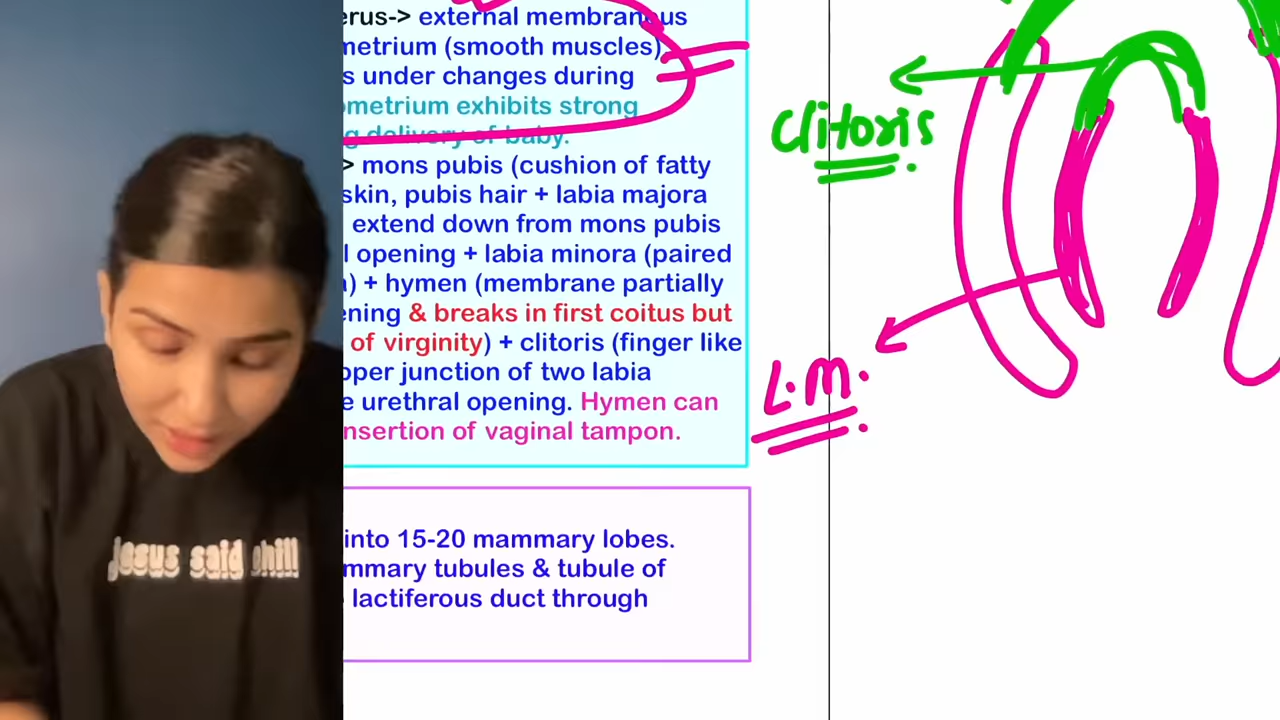 erus-> external membranous
metrium (smooth muscles)
s under changes during
ometrium exhibits strong
g delivery of baby.
> mons pubis (cushion of fatty
skin, pubis hair + labia majora
extend down from mons pubis
l opening + labia minora (paired
a) + hymen (membrane partially
ening & breaks in first coitus but
of virginity) + clitoris (finger like
pper junction of two labia
e urethral opening. Hymen can
nsertion of vaginal tampon.
into 15-20 mammary lobes.
mmary tubules & tubule of
lactiferous duct through
Clitoris
L.M.
Jesus said chill